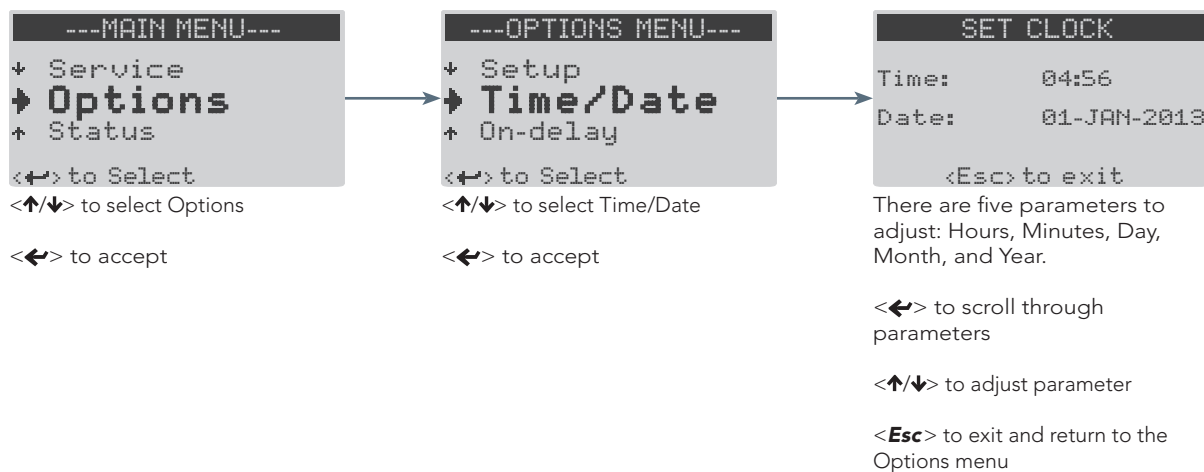 ---MAIN MENU---
↓ Service
→ Options
↑ Status
<↵> to Select
<↑/↓> to select Options
<↵> to accept
---OPTIONS MENU---
↓ Setup
→ Time/Date
↑ On-delay
<↵> to Select
<↑/↓> to select Time/Date
<↵> to accept
SET CLOCK
Time: 04:56
Date: 01-JAN-2013
<Esc> to exit
There are five parameters to
adjust: Hours, Minutes, Day,
Month, and Year.
<↵> to scroll through
parameters
<↑/↓> to adjust parameter
<Esc> to exit and return to the
Options menu